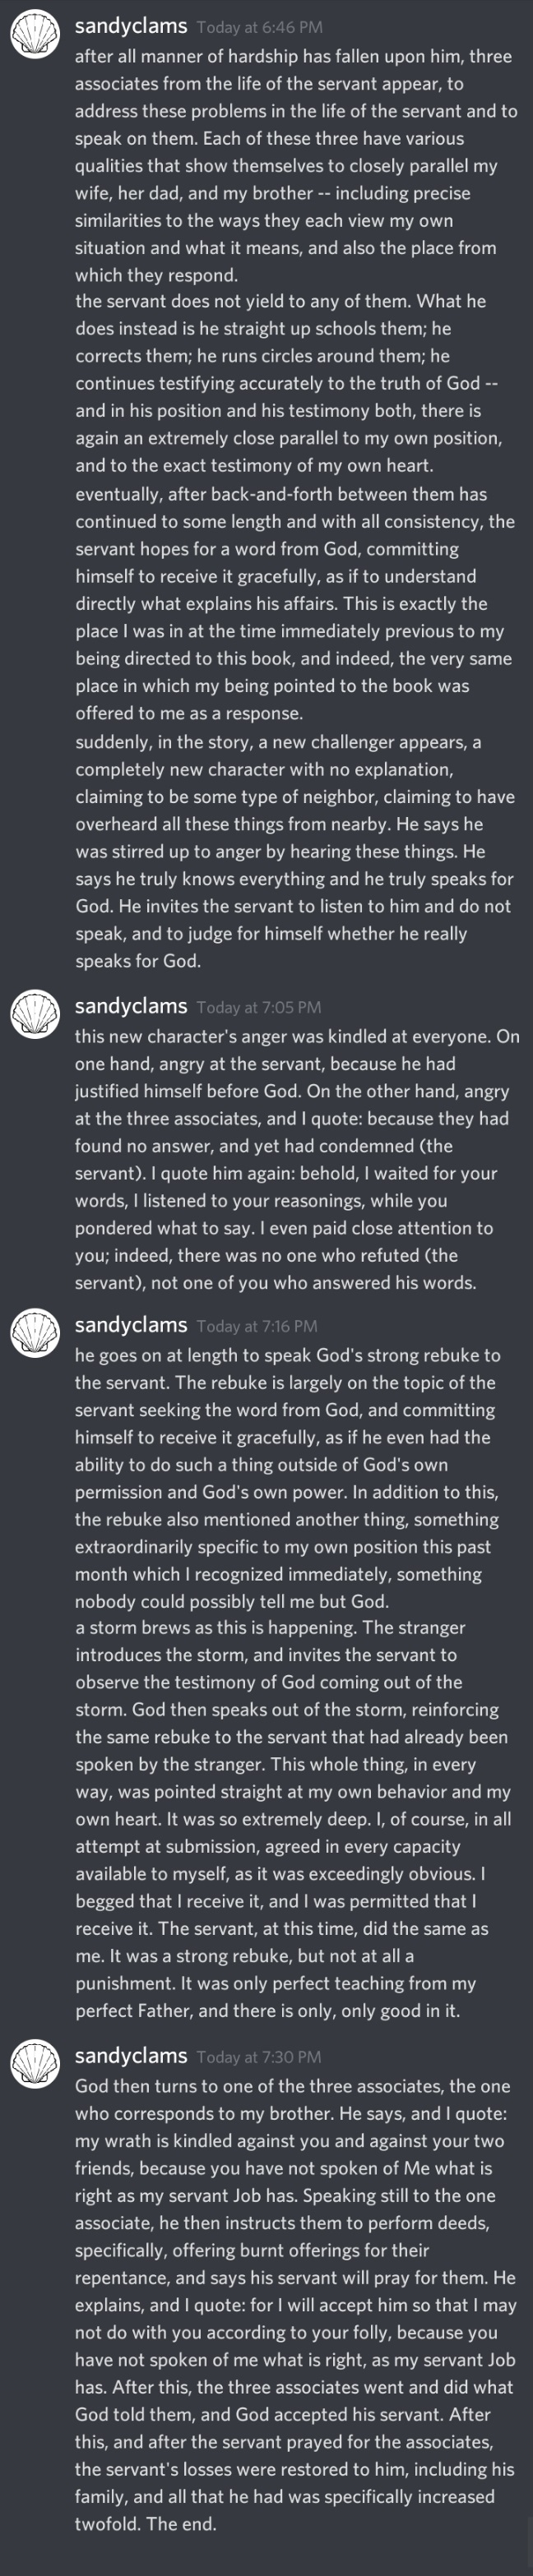 sandyclams Today at 6:46 PM
after all manner of hardship has fallen upon him, three
associates from the life of the servant appear, to
address these problems in the life of the servant and to
speak on them. Each of these three have various
qualities that show themselves to closely parallel my
wife, her dad, and my brother -- including precise
similarities to the ways they each view my own
situation and what it means, and also the place from
which they respond.
the servant does not yield to any of them. What he
does instead is he straight up schools them; he
corrects them; he runs circles around them; he
continues testifying accurately to the truth of God --
and in his position and his testimony both, there is
again an extremely close parallel to my own position,
and to the exact testimony of my own heart.
eventually, after back-and-forth between them has
continued to some length and with all consistency, the
servant hopes for a word from God, committing
himself to receive it gracefully, as if to understand
directly what explains his affairs. This is exactly the
place I was in at the time immediately previous to my
being directed to this book, and indeed, the very same
place in which my being pointed to the book was
offered to me as a response.
suddenly, in the story, a new challenger appears, a
completely new character with no explanation,
claiming to be some type of neighbor, claiming to have
overheard all these things from nearby. He says he
was stirred up to anger by hearing these things. He
says he truly knows everything and he truly speaks for
God. He invites the servant to listen to him and do not
speak, and to judge for himself whether he really
speaks for God.
sandyclams Today at 7:05 PM
this new character's anger was kindled at everyone. On
one hand, angry at the servant, because he had
justified himself before God. On the other hand, angry
at the three associates, and I quote: because they had
found no answer, and yet had condemned (the
servant). I quote him again: behold, I waited for your
words, I listened to your reasonings, while you
pondered what to say. I even paid close attention to
you; indeed, there was no one who refuted (the
servant), not one of you who answered his words.
sandyclams Today at 7:16 PM
he goes on at length to speak God's strong rebuke to
the servant. The rebuke is largely on the topic of the
servant seeking the word from God, and committing
himself to receive it gracefully, as if he even had the
ability to do such a thing outside of God's own
permission and God's own power. In addition to this,
the rebuke also mentioned another thing, something
extraordinarily specific to my own position this past
month which I recognized immediately, something
nobody could possibly tell me but God.
a storm brews as this is happening. The stranger
introduces the storm, and invites the servant to
observe the testimony of God coming out of the
storm. God then speaks out of the storm, reinforcing
the same rebuke to the servant that had already been
spoken by the stranger. This whole thing, in every
way, was pointed straight at my own behavior and my
own heart. It was so extremely deep. I, of course, in all
attempt at submission, agreed in every capacity
available to myself, as it was exceedingly obvious. I
begged that I receive it, and I was permitted that I
receive it. The servant, at this time, did the same as
me. It was a strong rebuke, but not at all a
punishment. It was only perfect teaching from my
perfect Father, and there is only, only good in it.
sandyclams Today at 7:30 PM
God then turns to one of the three associates, the one
who corresponds to my brother. He says, and I quote:
my wrath is kindled against you and against your two
friends, because you have not spoken of Me what is
right as my servant Job has. Speaking still to the one
associate, he then instructs them to perform deeds,
specifically, offering burnt offerings for their
repentance, and says his servant will pray for them. He
explains, and I quote: for I will accept him so that I may
not do with you according to your folly, because you
have not spoken of me what is right, as my servant Job
has. After this, the three associates went and did what
God told them, and God accepted his servant. After
this, and after the servant prayed for the associates,
the servant's losses were restored to him, including his
family, and all that he had was specifically increased
twofold. The end.